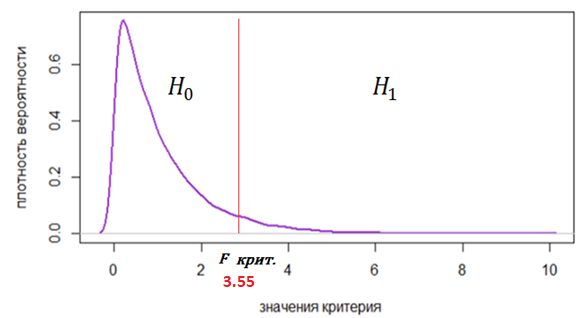 ппотность вероятности
0.6
0.4
0.2
0.0
H₀
H₁
0 2 4 6 8 10
F крит.
3.55
значения критерия